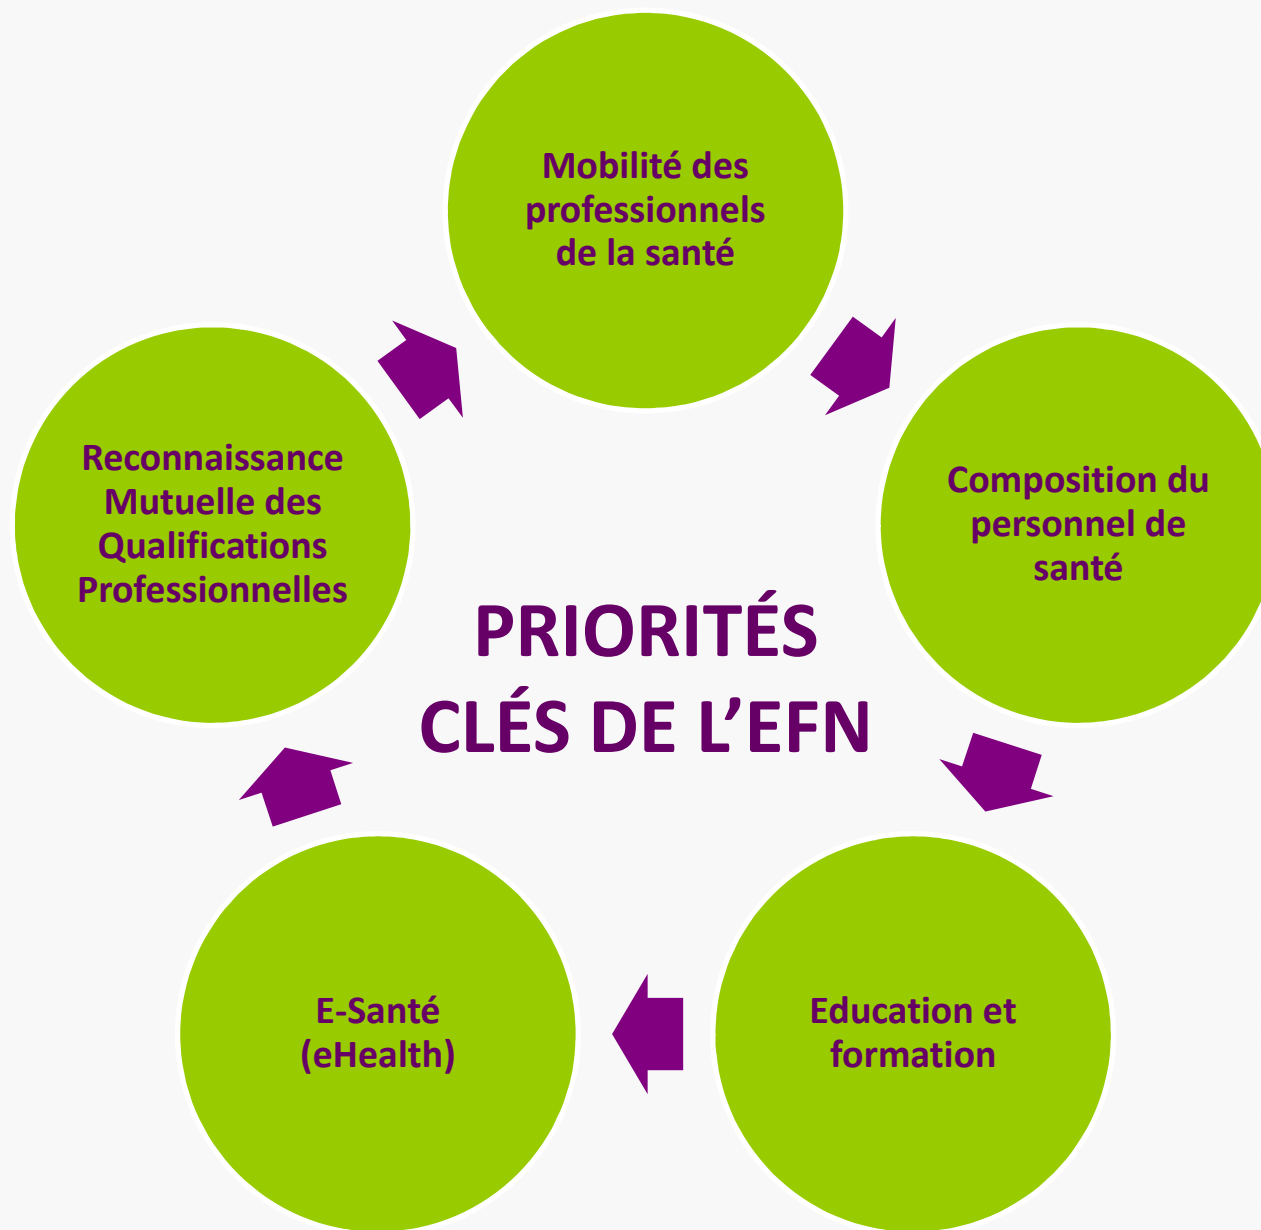 Mobilité des
professionnels
de la santé
Composition du
personnel de
santé
Education et
formation
E-Santé
(eHealth)
Reconnaissance
Mutuelle des
Qualifications
Professionnelles
PRIORITÉS
CLÉS DE L’EFN